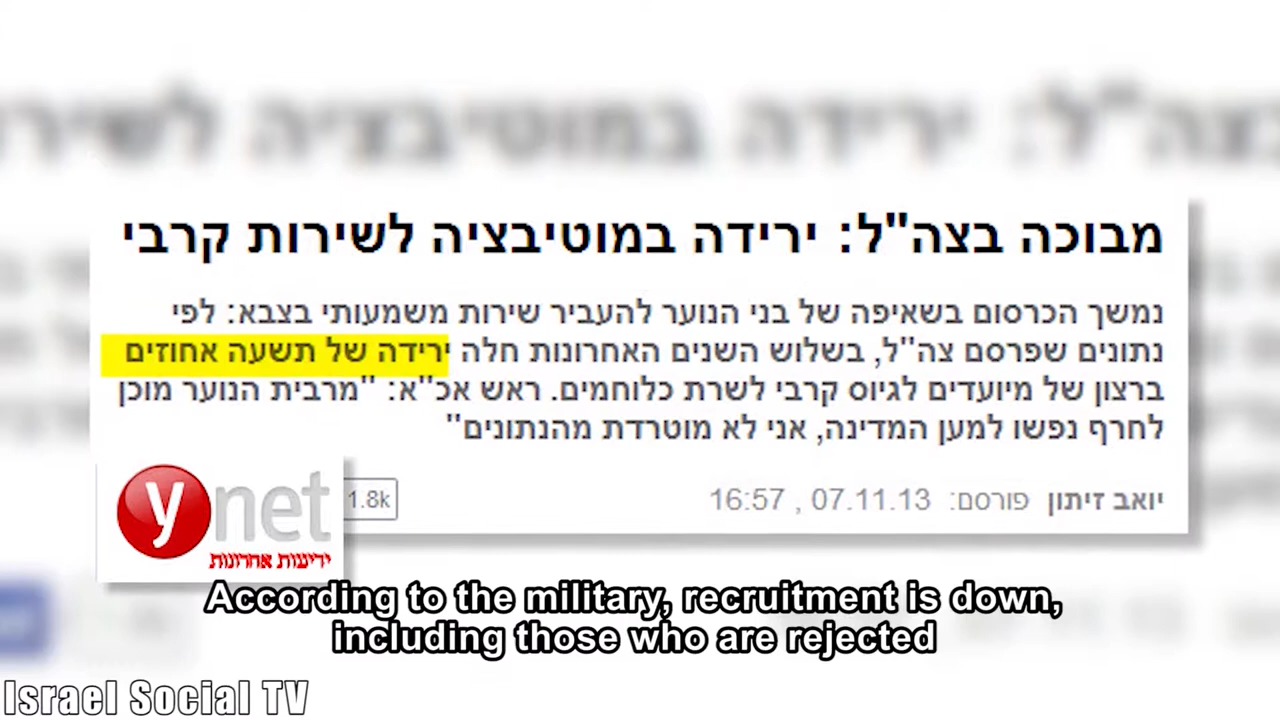 מבוכה בצה"ל: ירידה במוטיבציה לשירות קרבי
נמשך הכרסום בשאיפה של בני הנוער להעביר שירות משמעותי בצבא: לפי
נתונים שפרסם צה"ל, בשלוש השנים האחרונות חלה ירידה של תשעה אחוזים
ברצון של מיועדים לגיוס קרבי לשרת כלוחמים. ראש אכ"א: "מרבית הנוער מוכן
לחרף נפשו למען המדינה, אני לא מוטרדת מהנתונים"
יואב זיתון פורסם: 07.11.13 , 16:57
1.8k
ynet
ידיעות אחרונות
According to the military, recruitment is down,
including those who are rejected
Israel Social TV